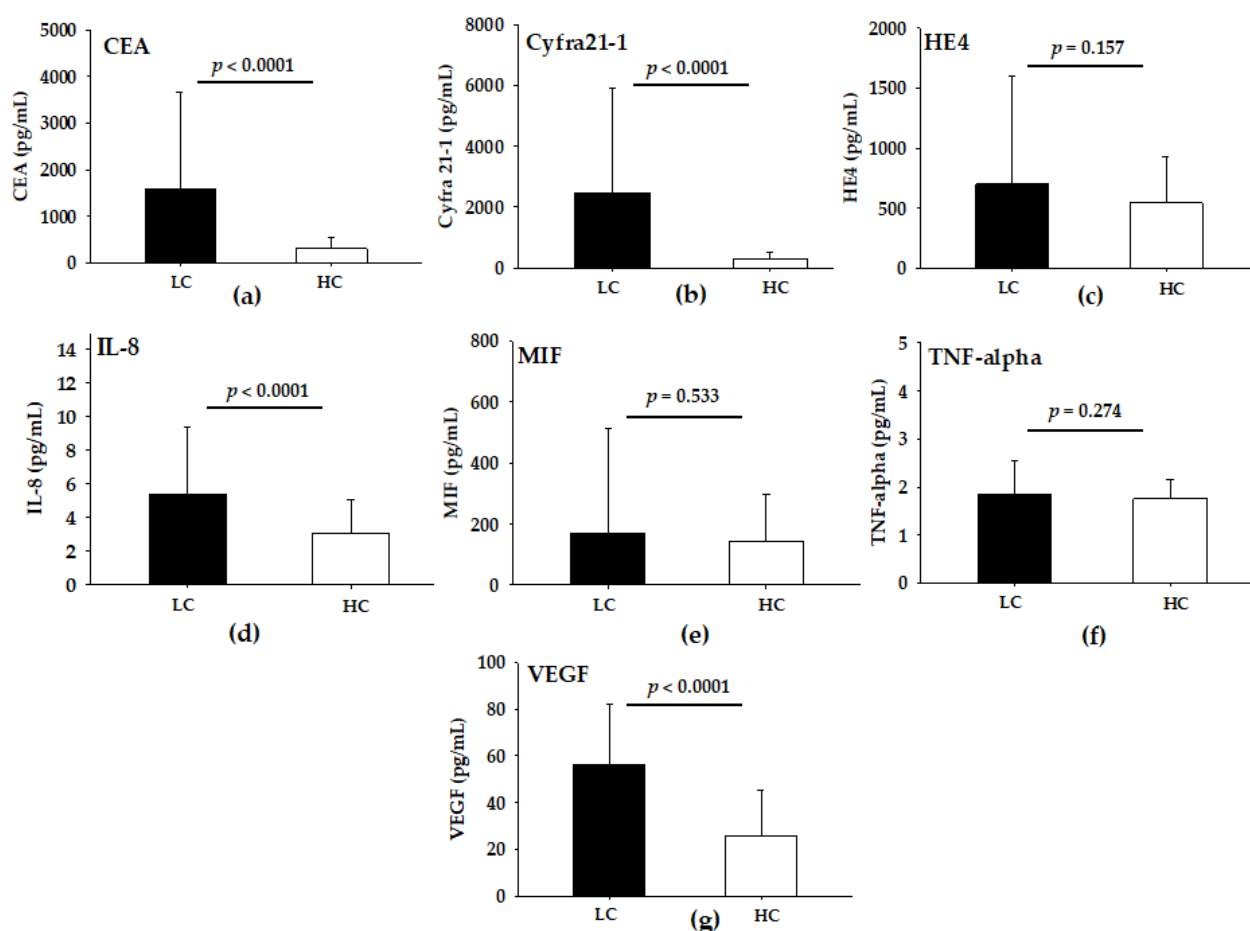 CEA
p < 0.0001
CEA (pg/mL)
5000
4000
3000
2000
1000
0
LC
HC
(a)
Cyfra21-1
p < 0.0001
Cyfra 21-1 (pg/mL)
8000
6000
4000
2000
0
LC
HC
(b)
HE4
p = 0.157
HE4 (pg/mL)
2000
1500
1000
500
0
LC
HC
(c)
IL-8
p < 0.0001
IL-8 (pg/mL)
14
12
10
8
6
4
2
0
LC
HC
(d)
MIF
p = 0.533
MIF (pg/mL)
800
600
400
200
0
LC
HC
(e)
TNF-alpha
p = 0.274
TNF-alpha (pg/mL)
5
4
3
2
1
0
LC
HC
(f)
VEGF
p < 0.0001
VEGF (pg/mL)
100
80
60
40
20
0
LC
HC
(g)